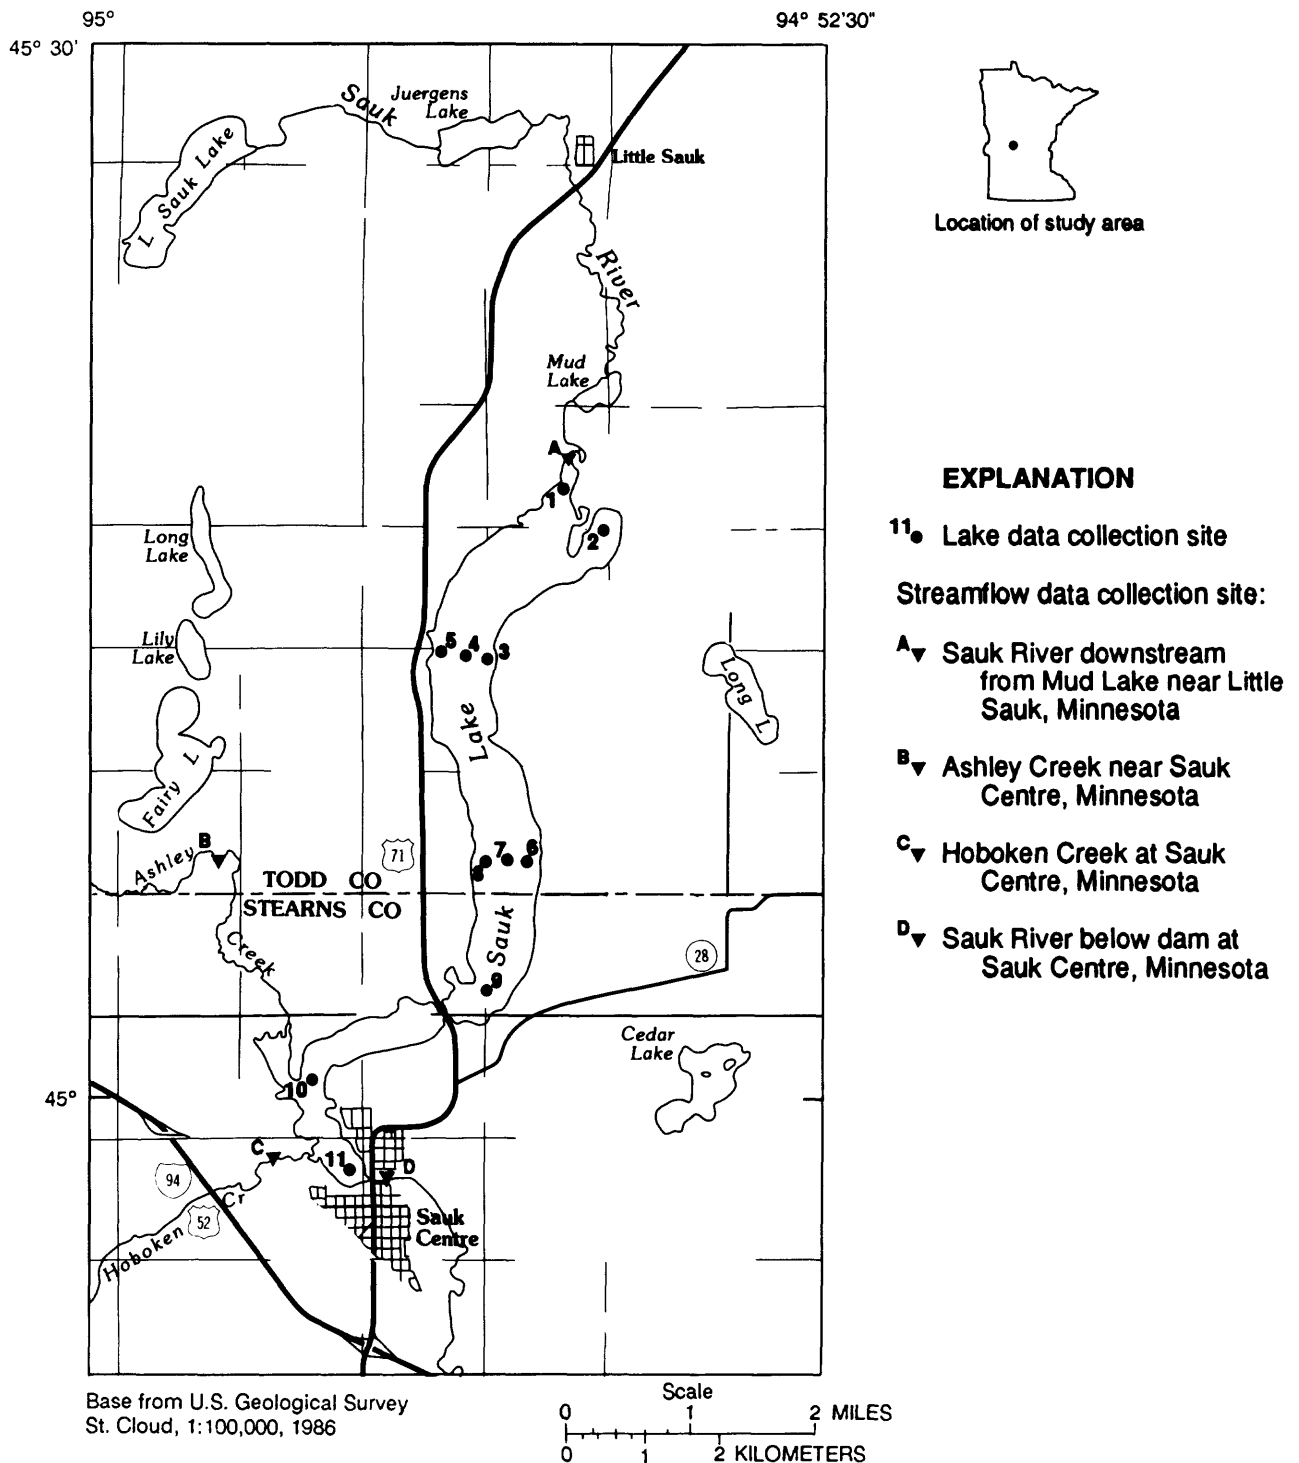 95°
94° 52'30"
45° 30'
Sauk
Juergens
Lake
L Sauk Lake
Little Sauk
River
Mud
Lake
A
1
2
Long
Lake
Lily
Lake
5 4 3
Long L
Lake
Fairy L
B
Ashley
71
7 6
8
TODD CO
STEARNS CO
Sauk
Creek
28
9
Cedar
Lake
10
45°
C
11
D
94
Cr
52
Hoboken
Sauk
Centre
Location of study area
EXPLANATION
11 Lake data collection site
Streamflow data collection site:
A Sauk River downstream
from Mud Lake near Little
Sauk, Minnesota
B Ashley Creek near Sauk
Centre, Minnesota
C Hoboken Creek at Sauk
Centre, Minnesota
D Sauk River below dam at
Sauk Centre, Minnesota
Base from U.S. Geological Survey
St. Cloud, 1:100,000, 1986
Scale
0 1 2 MILES
0 1 2 KILOMETERS